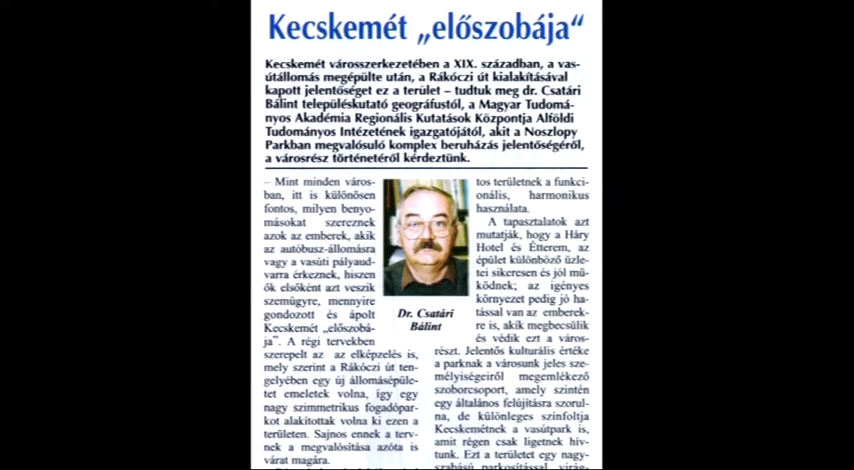 Kecskemét „előszobája“
Kecskemét városszerkezetében a XIX. században, a vas-
útállomás megépülte után, a Rákóczi út kialakításával
kapott jelentőséget ez a terület – tudtuk meg dr. Csatári
Bálint településkutató geográfustól, a Magyar Tudomá-
nyos Akadémia Regionális Kutatások Központja Alföldi
Tudományos Intézetének igazgatójától, akit a Noszlopy
Parkban megvalósuló komplex beruházás jelentőségéről,
a városrész történetéről kérdeztünk.
– Mint minden város-
ban, itt is különösen
fontos, milyen benyo-
másokat szereznek
azok az emberek, akik
az autóbusz-állomásra
vagy a vasúti pályaud-
varra érkeznek, hiszen
ők elsőként azt veszik
szemügyre, mennyire
gondozott és ápolt
Kecskemét „előszobá-
ja”. A régi tervekben
szerepelt az az elképzelés is,
mely szerint a Rákóczi út ten-
gelyében egy új állomásépüle-
tet emeletek volna, így egy
nagy szimmetrikus fogadópar-
kot alakítottak volna ki ezen a
területen. Sajnos ennek a terv-
nek a megvalósítása azóta is
várat magára.
Dr. Csatári
Bálint
tos területnek a funkci-
onális, harmonikus
használata.
A tapasztalatok azt
mutatják, hogy a Háry
Hotel és Étterem, az
épület különböző üzle-
tei sikeresen és jól mű-
ködnek; az igényes
környezet pedig jó ha-
tással van az emberek-
re is, akik megbecsülik
és védik ezt a város-
részt. Jelentős kulturális értéke
a parknak a városunk jeles sze-
mélyiségeiről megemlékező
szoborcsoport, amely szintén
egy általános felújításra szorul-
na, de különleges színfoltja
Kecskemétnek a vasútpark is,
amit régen csak ligetnek hív-
tunk. Ezt a területet egy nagy-
szabású parkosítással, virág-